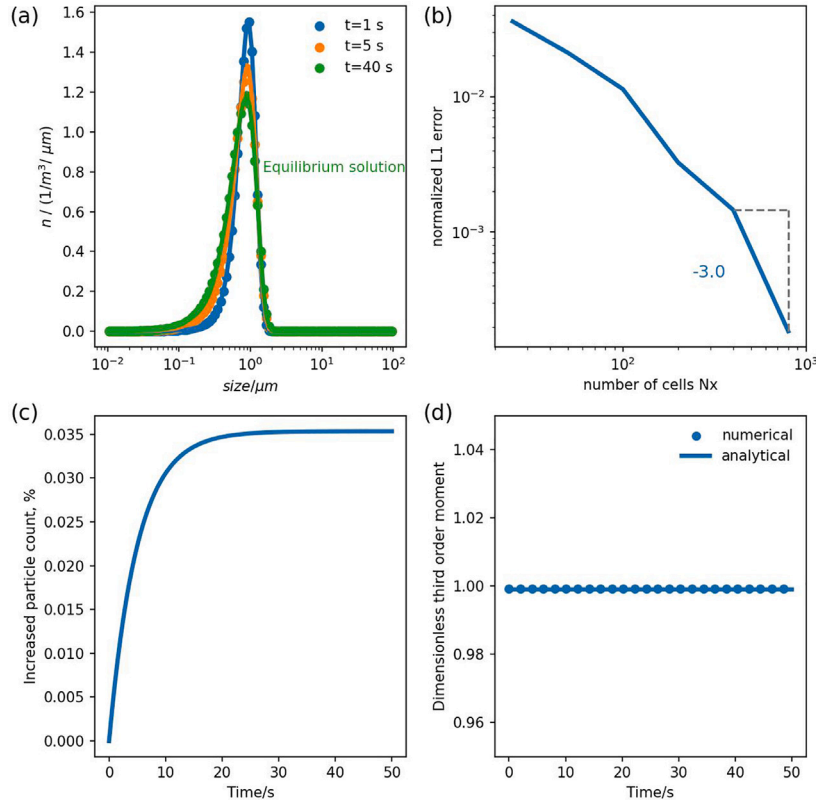 (a)
1.6
1.4
1.2
1.0
0.8
0.6
0.4
0.2
0.0
n / (1/m³/ μm)
t=1 s
t=5 s
t=40 s
Equilibrium solution
10⁻² 10⁻¹ 10⁰ 10¹ 10²
size/μm
(b)
10⁻²
10⁻³
normalized L1 error
-3.0
10² 10³
number of cells Nx
(c)
0.035
0.030
0.025
0.020
0.015
0.010
0.005
0.000
Increased particle count, %
0 10 20 30 40 50
Time/s
(d)
1.04
1.02
1.00
0.98
0.96
Dimensionless third order moment
numerical
analytical
0 10 20 30 40 50
Time/s